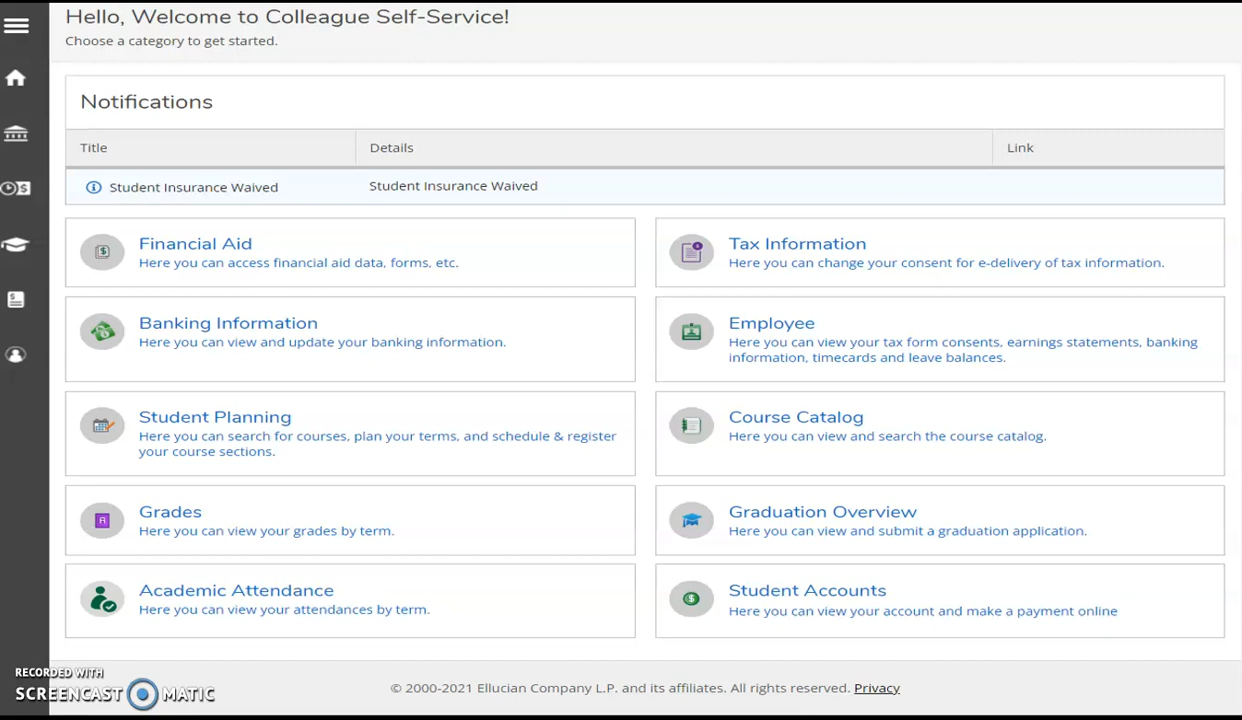 Hello, Welcome to Colleague Self-Service!
Choose a category to get started.
Notifications
Title Details Link
Student Insurance Waived Student Insurance Waived
Financial Aid
Here you can access financial aid data, forms, etc.
Tax Information
Here you can change your consent for e-delivery of tax information.
Banking Information
Here you can view and update your banking information.
Employee
Here you can view your tax form consents, earnings statements, banking
information, timecards and leave balances.
Student Planning
Here you can search for courses, plan your terms, and schedule & register
your course sections.
Course Catalog
Here you can view and search the course catalog.
Grades
Here you can view your grades by term.
Graduation Overview
Here you can view and submit a graduation application.
Academic Attendance
Here you can view your attendances by term.
Student Accounts
Here you can view your account and make a payment online
RECORDED WITH
SCREENCAST MATIC
© 2000-2021 Ellucian Company L.P. and its affiliates. All rights reserved. Privacy